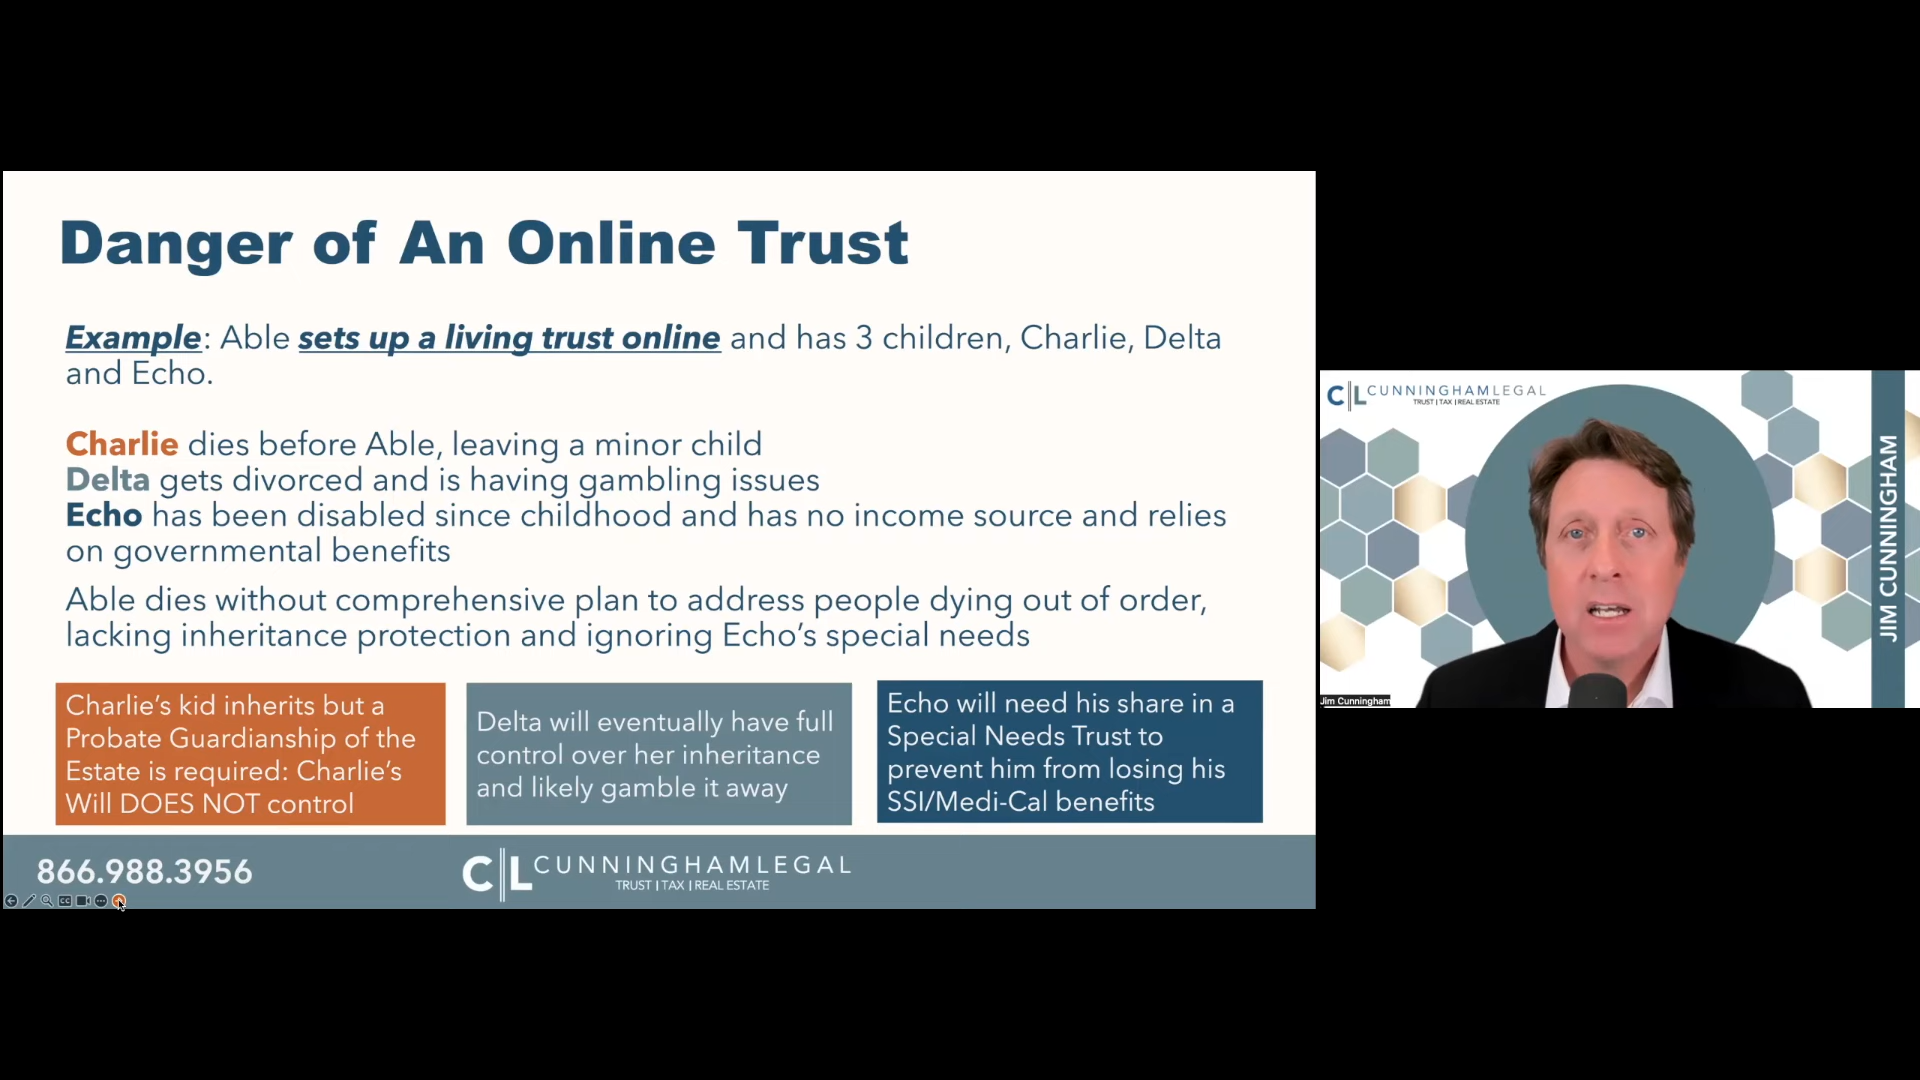 Danger of An Online Trust
Example: Able sets up a living trust online and has 3 children, Charlie, Delta
and Echo.
Charlie dies before Able, leaving a minor child
Delta gets divorced and is having gambling issues
Echo has been disabled since childhood and has no income source and relies
on governmental benefits
Able dies without comprehensive plan to address people dying out of order,
lacking inheritance protection and ignoring Echo's special needs
Charlie's kid inherits but a
Probate Guardianship of the
Estate is required: Charlie's
Will DOES NOT control
Delta will eventually have full
control over her inheritance
and likely gamble it away
Echo will need his share in a
Special Needs Trust to
prevent him from losing his
SSI/Medi-Cal benefits
866.988.3956
CL CUNNINGHAMLEGAL
TRUST | TAX | REAL ESTATE
CC
CL CUNNINGHAMLEGAL
TRUST | TAX | REAL ESTATE
JIM CUNNINGHAM
Jim Cunningham